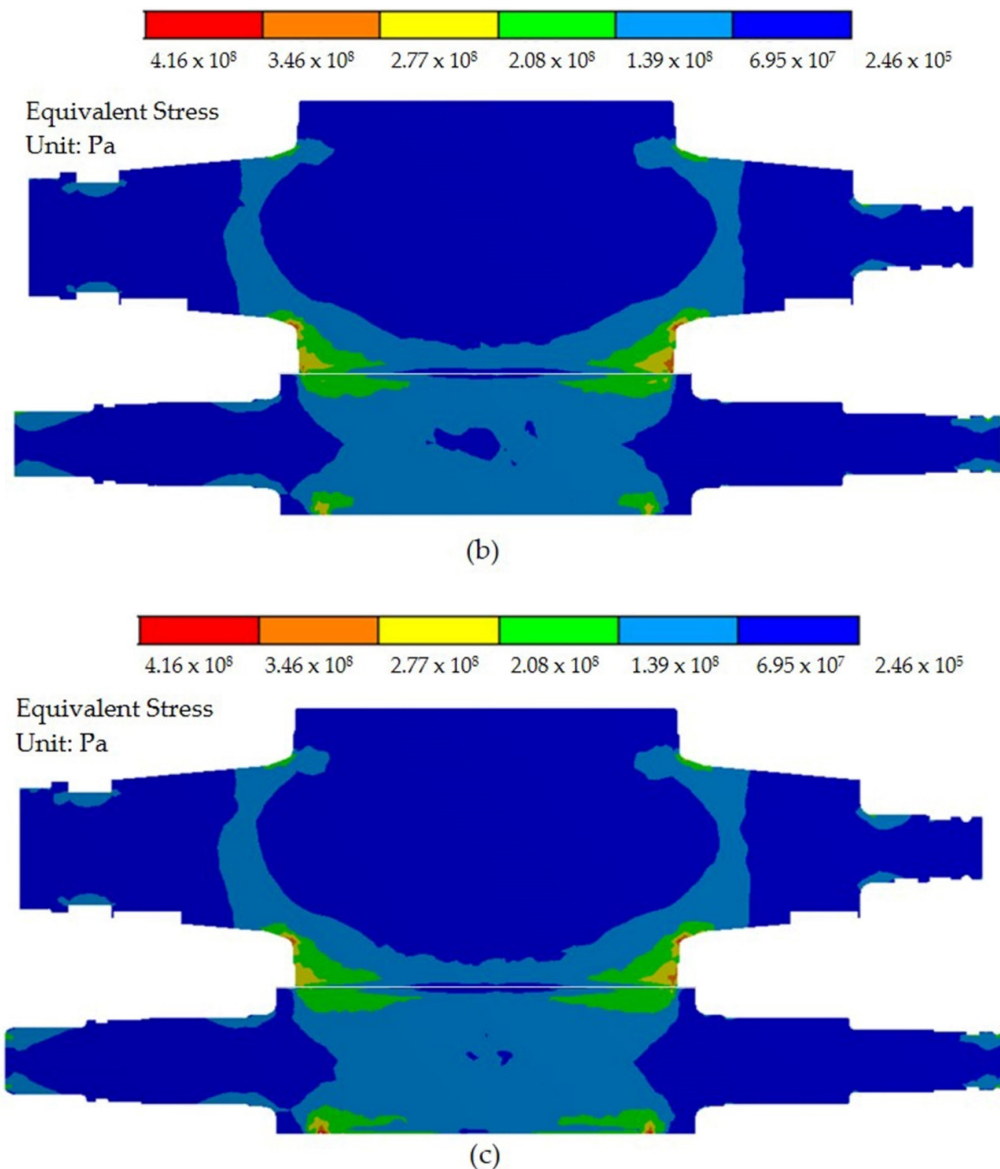 4.16 x 10⁸ 3.46 x 10⁸ 2.77 x 10⁸ 2.08 x 10⁸ 1.39 x 10⁸ 6.95 x 10⁷ 2.46 x 10⁵
Equivalent Stress
Unit: Pa
(b)
4.16 x 10⁸ 3.46 x 10⁸ 2.77 x 10⁸ 2.08 x 10⁸ 1.39 x 10⁸ 6.95 x 10⁷ 2.46 x 10⁵
Equivalent Stress
Unit: Pa
(c)